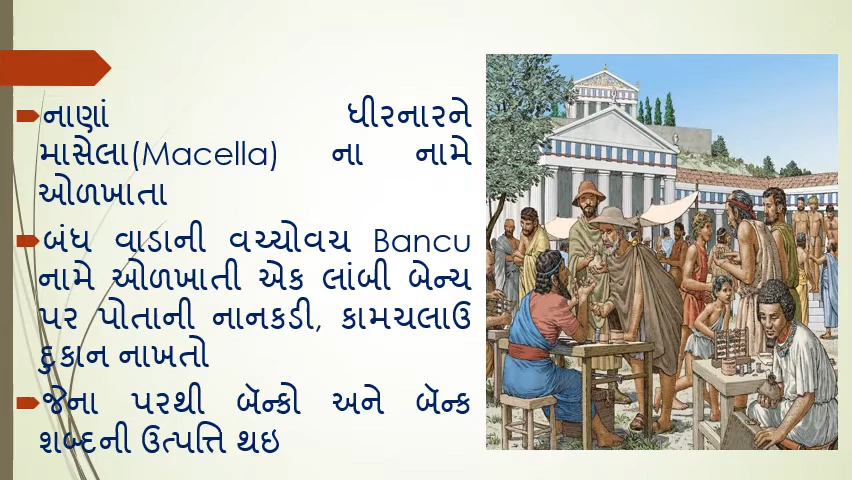 નાણાં ધીરનારને
માસેલા(Macella) ના નામે
ઓળખાતા
બંધ વાડાની વચ્ચોવચ Bancu
નામે ઓળખાતી એક લાંબી બેન્ચ
પર પોતાની નાનકડી, કામચલાઉ
દુકાન નાખતો
જેના પરથી બૅન્કો અને બૅન્ક
શબ્દની ઉત્પત્તિ થઇ